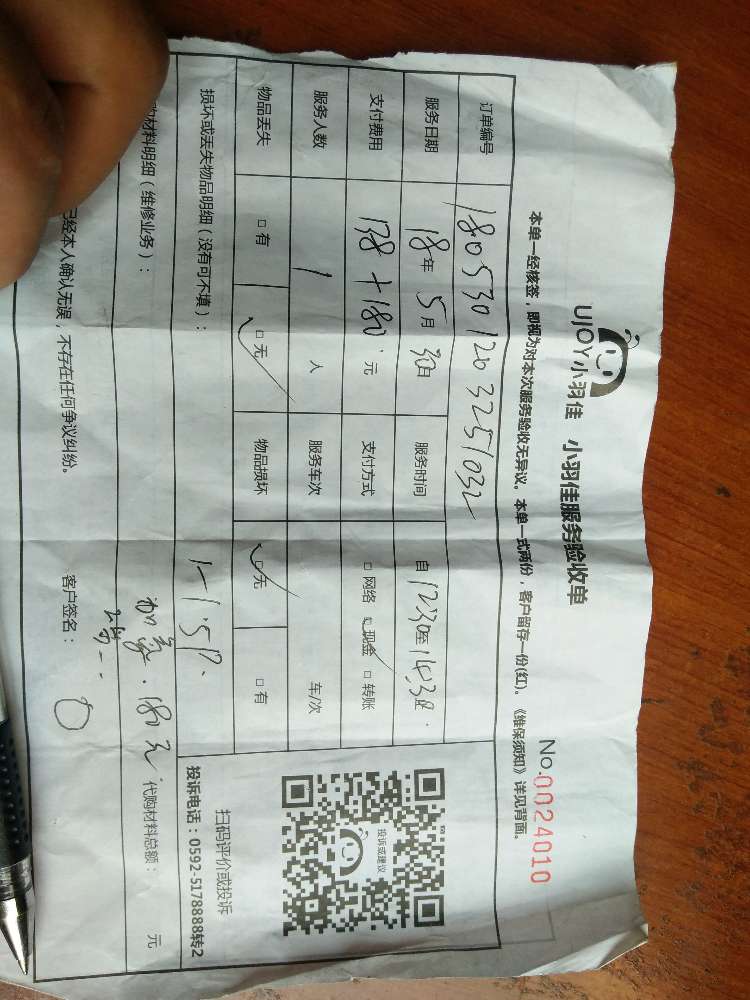 UJOY小羽佳 小羽佳服务验收单
No.0024010
本单一经核签，即视为对本次服务验收无异议。本单一式两份，客户留存一份(红)。《维保须知》详见背面。
订单编号 1805301203251032
服务日期 18年 5月 30日 服务时间 自 12:30至 14:30.
支付费用 138+180 元 支付方式 □ 网络 □ 现金 □ 转账
服务人数 1 人 服务车次 车/次
物品丢失 □ 有 □ 无 物品损坏 □ 无 □ 有
损坏或丢失物品明细（没有可不填）： 1-1.5P.
材料明细（维修业务）： 180元 代购材料总额： 元
已经本人确认无误，不存在任何争议纠纷。 客户签名：
投诉或建议
扫码评价或投诉
投诉电话：0592-5178888转2